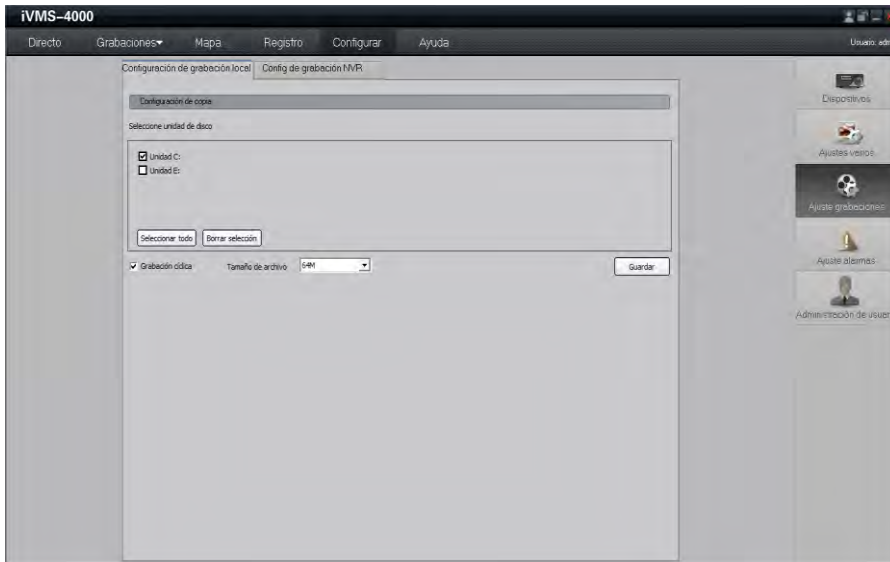 iVMS-4000
Directo Grabaciones▾ Mapa Registro Configurar Ayuda
Usuario: adm
Configuración de grabación local Config de grabación NVR
Configuración de copia
Seleccione unidad de disco
Unidad C:
Unidad E:
Seleccionar todo Borrar selección
Grabación cíclica Tamaño de archivo 64M Guardar
Dispositivos
Ajustes varios
Ajuste grabaciones
Ajuste alarmas
Administración de usuar